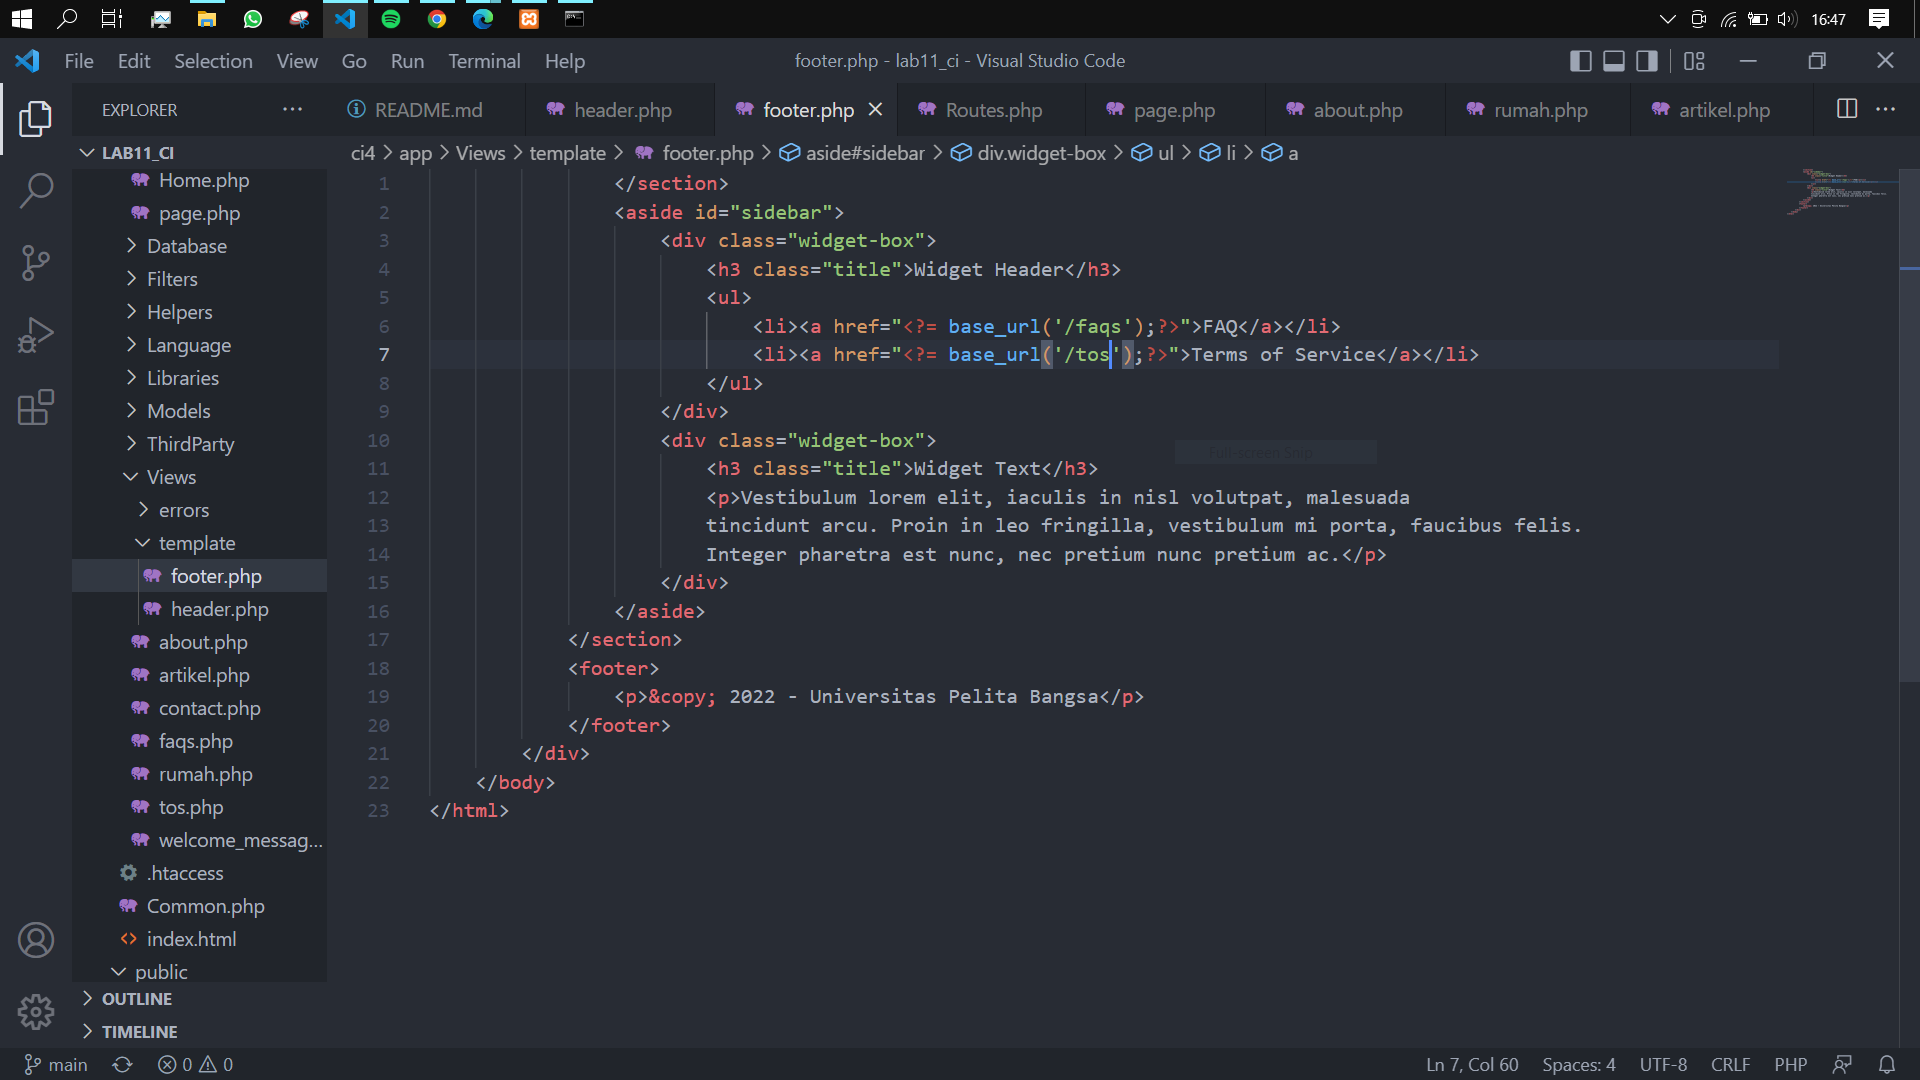 16:47
File Edit Selection View Go Run Terminal Help
footer.php - lab11_ci - Visual Studio Code
EXPLORER
README.md header.php footer.php Routes.php page.php about.php rumah.php artikel.php
LAB11_CI
ci4 > app > Views > template > footer.php > aside#sidebar > div.widget-box > ul > li > a
Home.php
page.php
Database
Filters
Helpers
Language
Libraries
Models
ThirdParty
Views
errors
template
footer.php
header.php
about.php
artikel.php
contact.php
faqs.php
rumah.php
tos.php
welcome_messag...
.htaccess
Common.php
index.html
public
OUTLINE
TIMELINE
1 </section>
2 <aside id="sidebar">
3 <div class="widget-box">
4 <h3 class="title">Widget Header</h3>
5 <ul>
6 <li><a href="<?= base_url('/faqs');?>">FAQ</a></li>
7 <li><a href="<?= base_url('/tos');?>">Terms of Service</a></li>
8 </ul>
9 </div>
10 <div class="widget-box">
11 <h3 class="title">Widget Text</h3>
12 <p>Vestibulum lorem elit, iaculis in nisl volutpat, malesuada
13 tincidunt arcu. Proin in leo fringilla, vestibulum mi porta, faucibus felis.
14 Integer pharetra est nunc, nec pretium nunc pretium ac.</p>
15 </div>
16 </aside>
17 </section>
18 <footer>
19 <p>&copy; 2022 - Universitas Pelita Bangsa</p>
20 </footer>
21 </div>
22 </body>
23 </html>
main 0 0
Ln 7, Col 60 Spaces: 4 UTF-8 CRLF PHP